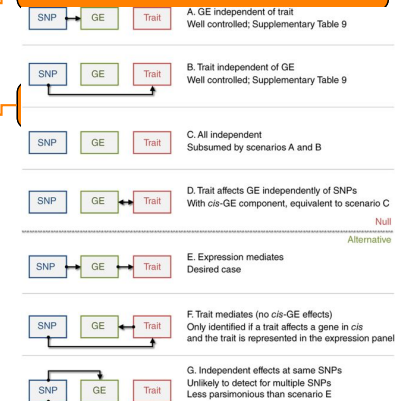 A. GE independent of trait
SNP GE Trait
Well controlled; Supplementary Table 9
B. Trait independent of GE
SNP GE Trait
Well controlled; Supplementary Table 9
C. All independent
SNP GE Trait
Subsumed by scenarios A and B
D. Trait affects GE independently of SNPs
SNP GE Trait
With cis-GE component, equivalent to scenario C
Null
Alternative
E. Expression mediates
SNP GE Trait
Desired case
F. Trait mediates (no cis-GE effects)
SNP GE Trait
Only identified if a trait affects a gene in cis
and the trait is represented in the expression panel
G. Independent effects at same SNPs
Unlikely to detect for multiple SNPs
SNP GE Trait
Less parsimonious than scenario E